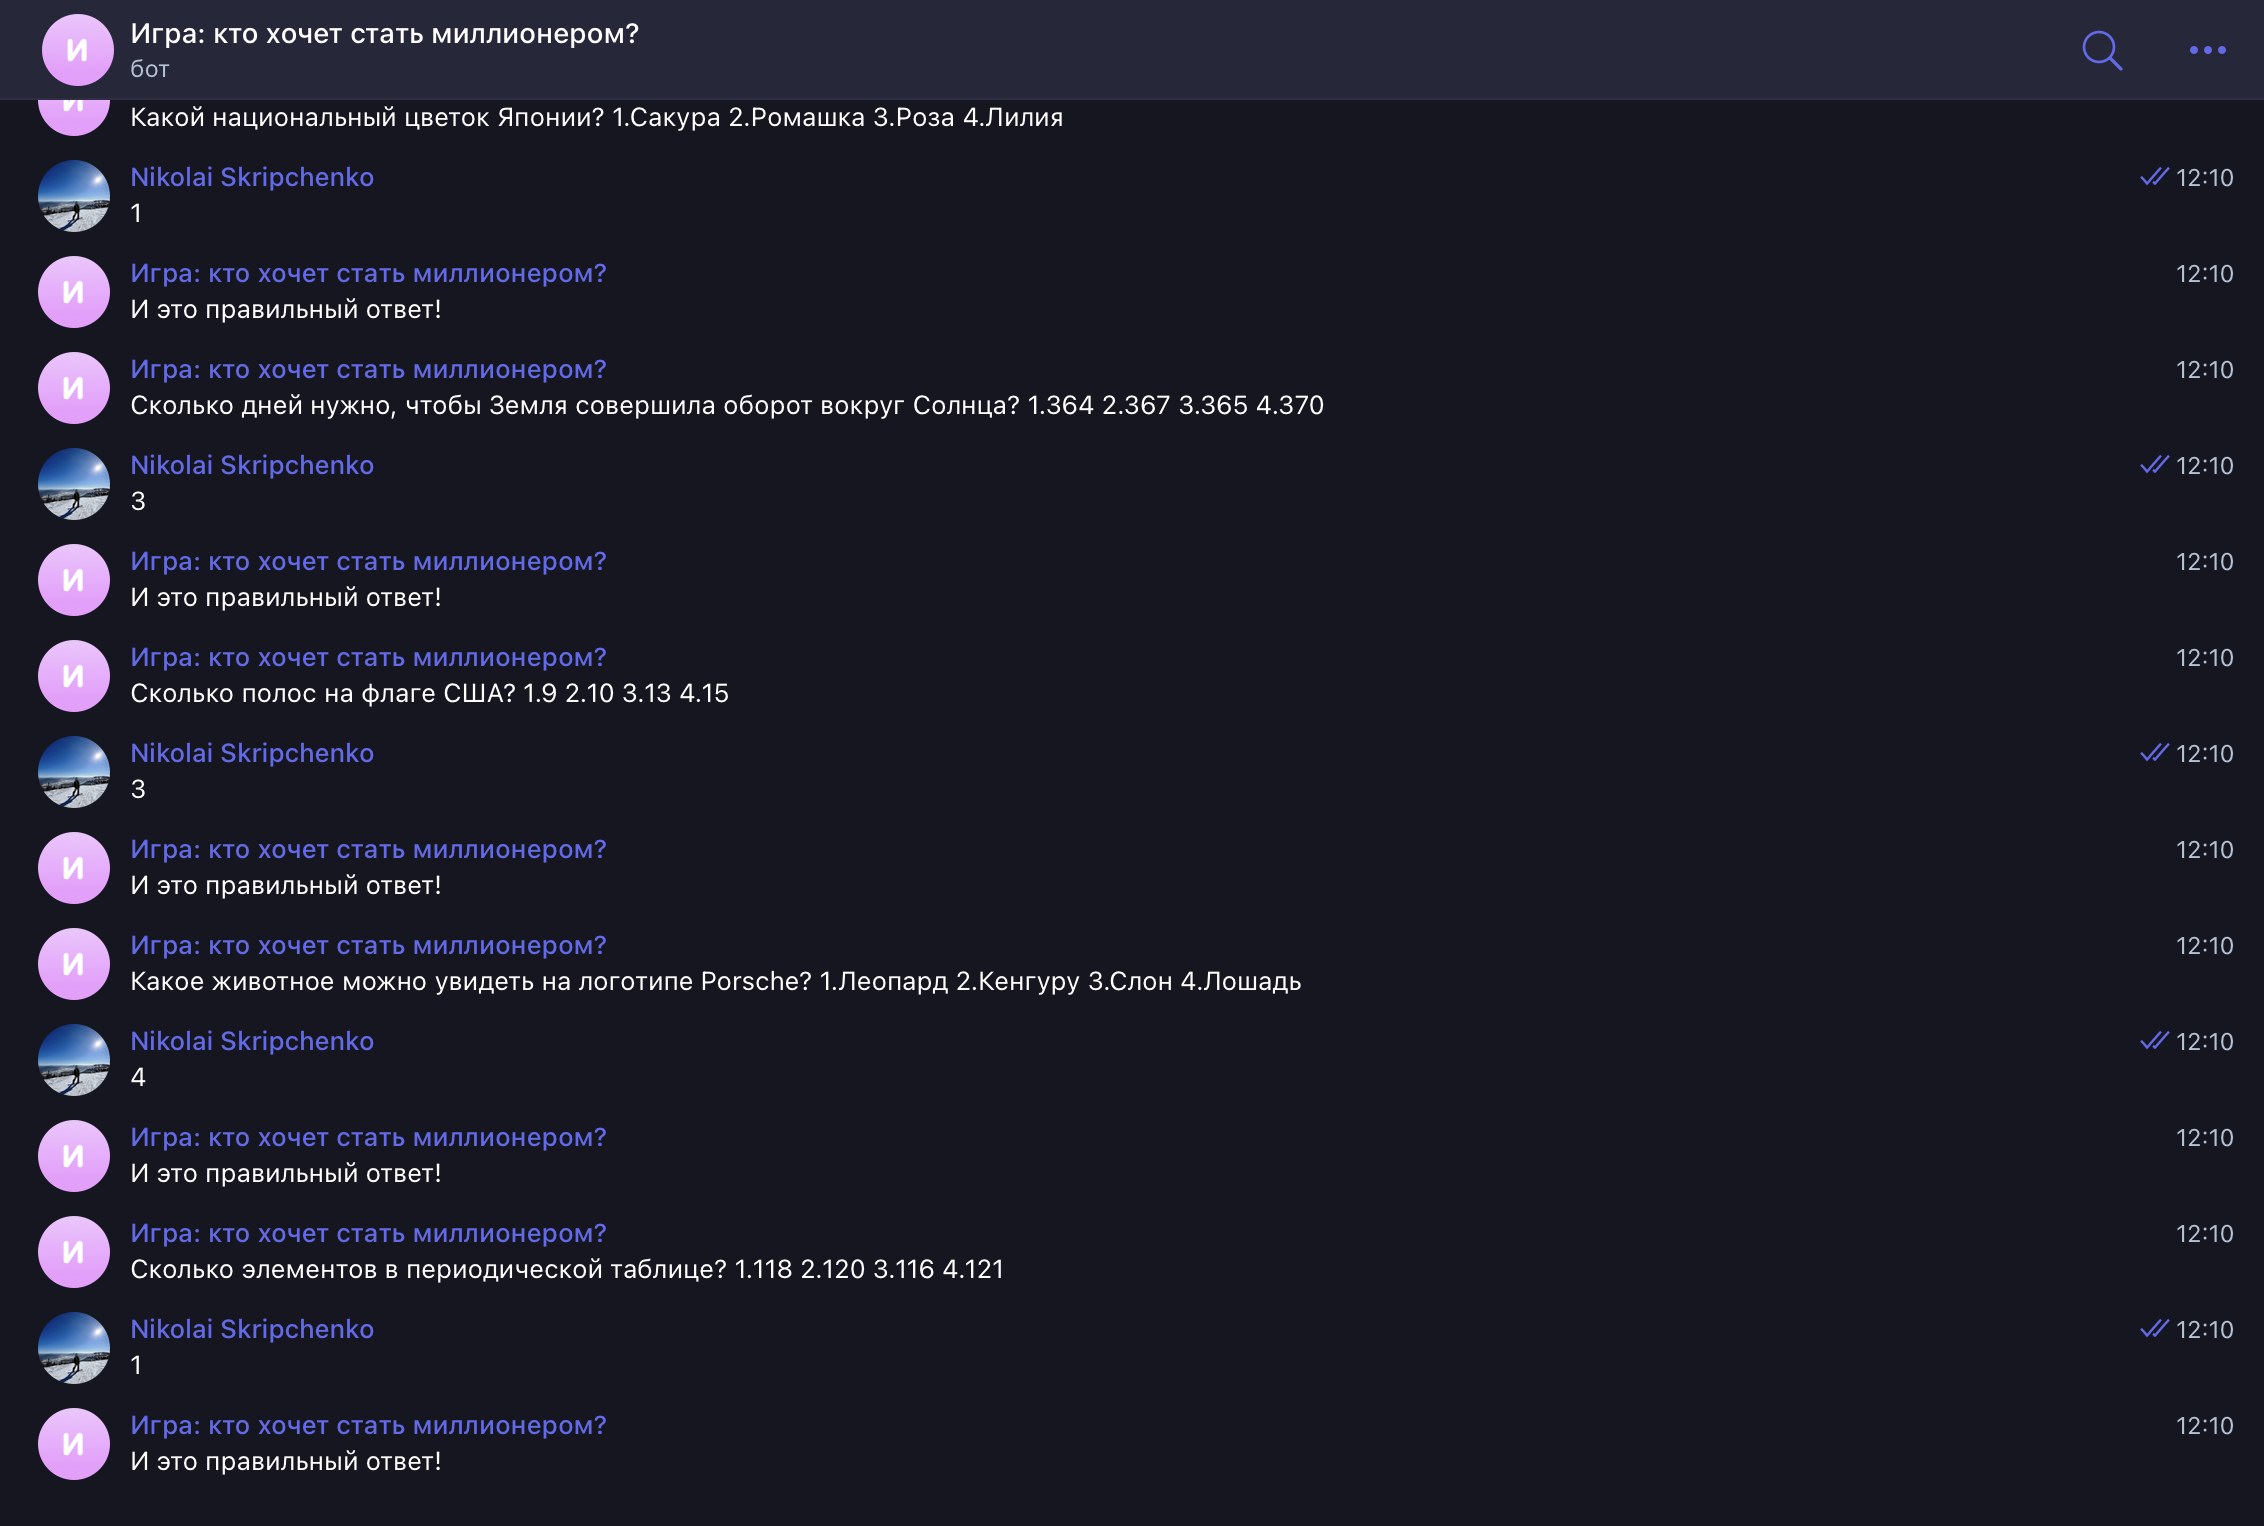 И
Игра: кто хочет стать миллионером?
бот
И
Какой национальный цветок Японии? 1.Сакура 2.Ромашка 3.Роза 4.Лилия
Nikolai Skripchenko 12:10
1
И
Игра: кто хочет стать миллионером? 12:10
И это правильный ответ!
И
Игра: кто хочет стать миллионером? 12:10
Сколько дней нужно, чтобы Земля совершила оборот вокруг Солнца? 1.364 2.367 3.365 4.370
Nikolai Skripchenko 12:10
3
И
Игра: кто хочет стать миллионером? 12:10
И это правильный ответ!
И
Игра: кто хочет стать миллионером? 12:10
Сколько полос на флаге США? 1.9 2.10 3.13 4.15
Nikolai Skripchenko 12:10
3
И
Игра: кто хочет стать миллионером? 12:10
И это правильный ответ!
И
Игра: кто хочет стать миллионером? 12:10
Какое животное можно увидеть на логотипе Porsche? 1.Леопард 2.Кенгуру 3.Слон 4.Лошадь
Nikolai Skripchenko 12:10
4
И
Игра: кто хочет стать миллионером? 12:10
И это правильный ответ!
И
Игра: кто хочет стать миллионером? 12:10
Сколько элементов в периодической таблице? 1.118 2.120 3.116 4.121
Nikolai Skripchenko 12:10
1
И
Игра: кто хочет стать миллионером? 12:10
И это правильный ответ!